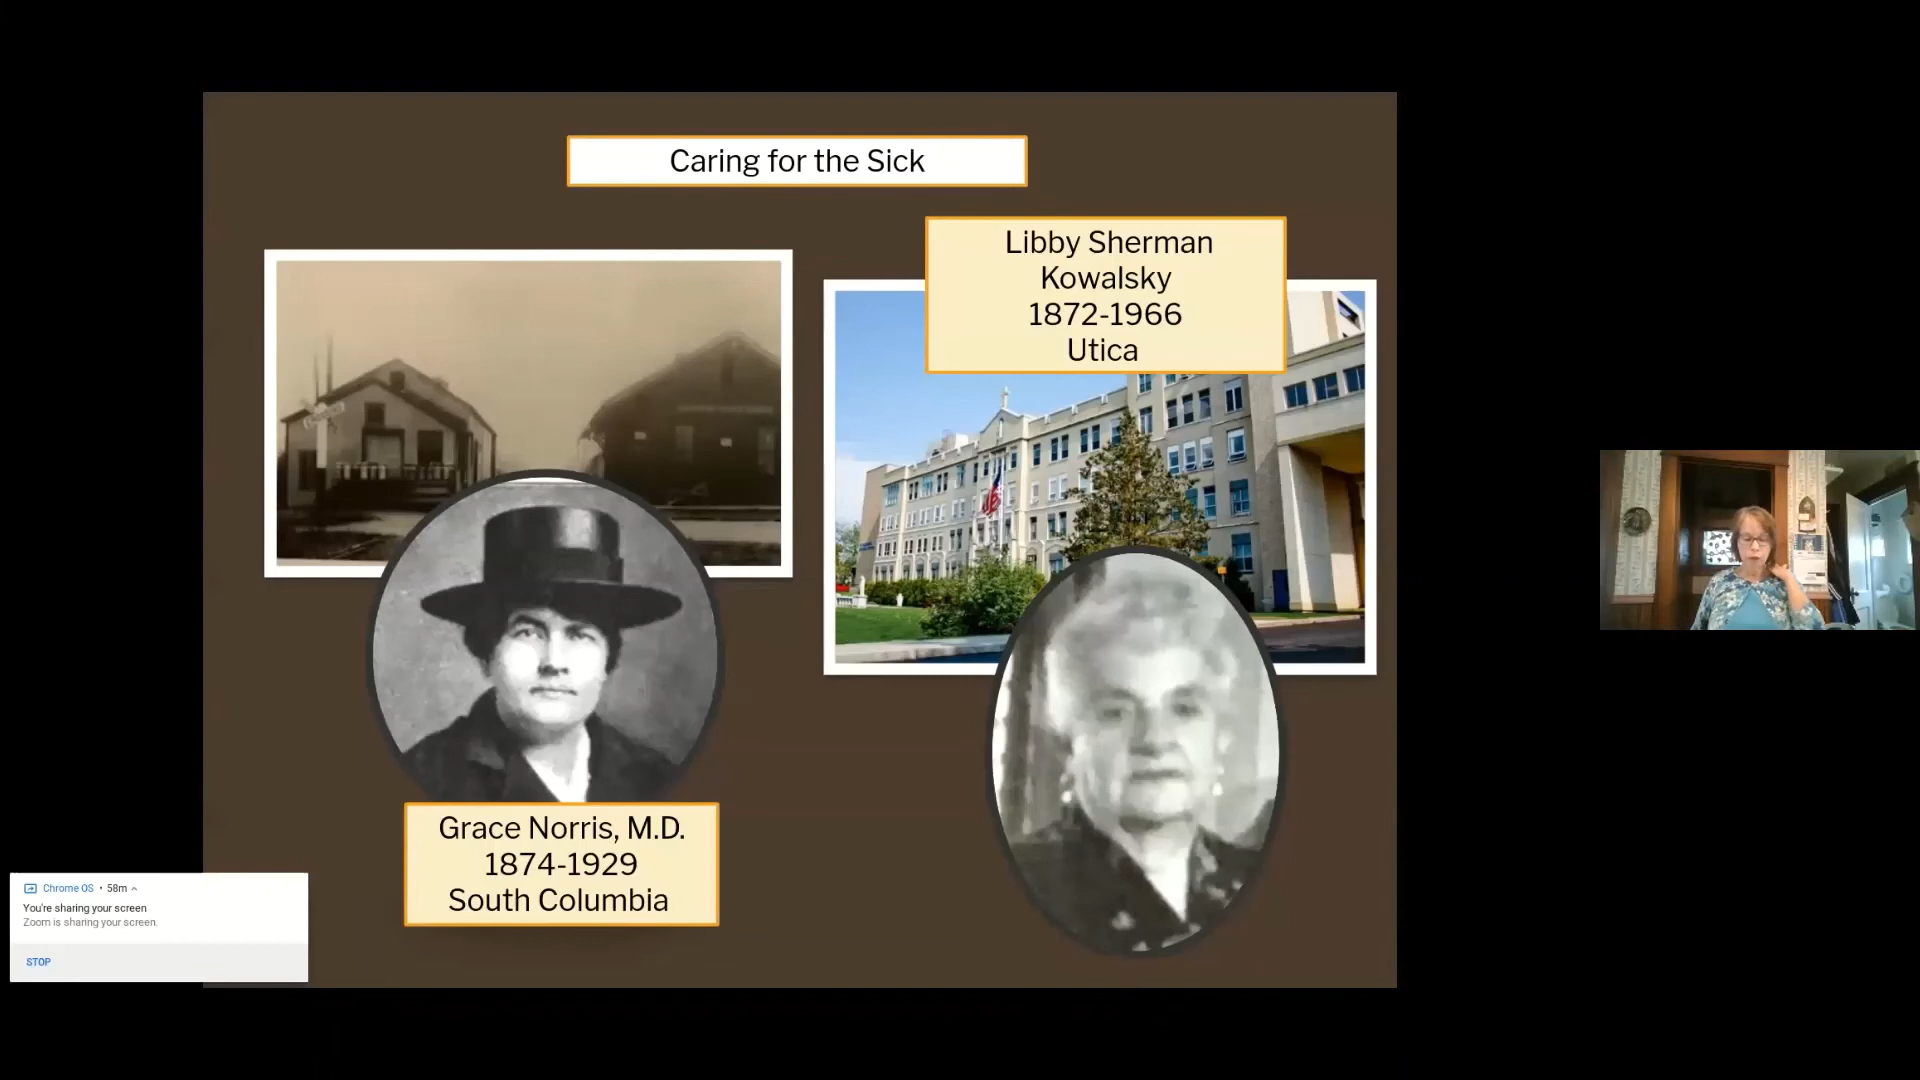 Caring for the Sick
Libby Sherman
Kowalsky
1872-1966
Utica
Grace Norris, M.D.
1874-1929
South Columbia
Chrome OS • 58m
You're sharing your screen
Zoom is sharing your screen.
STOP